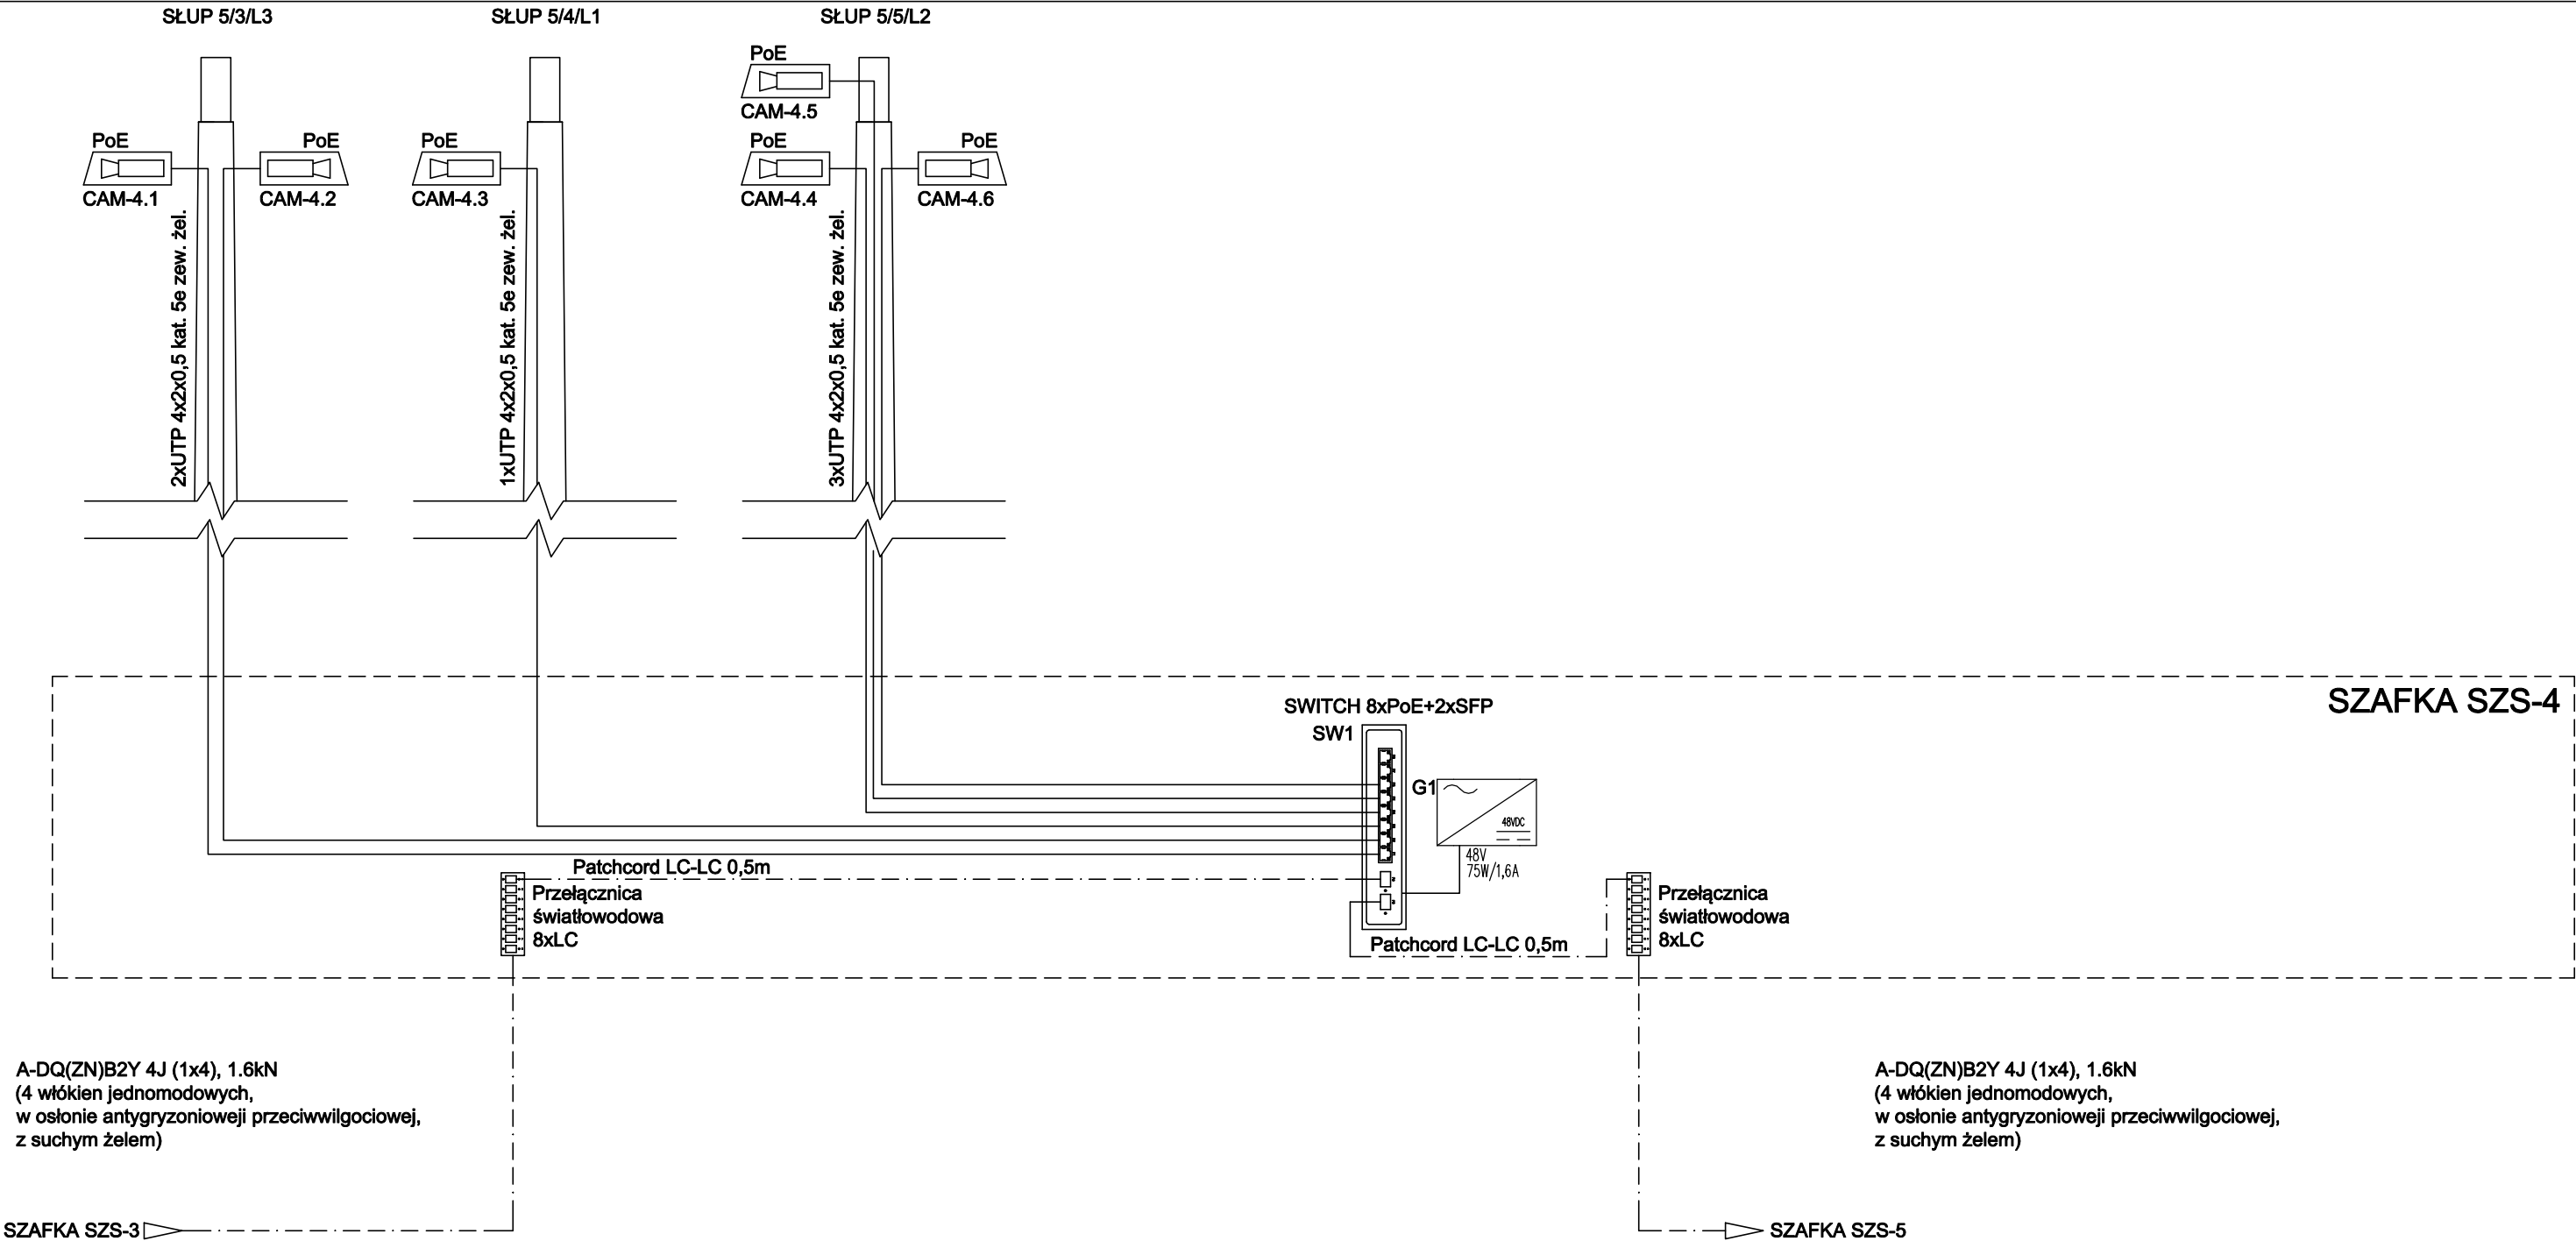 SŁUP 5/3/L3
SŁUP 5/4/L1
SŁUP 5/5/L2
PoE
CAM-4.5
PoE
PoE
PoE
PoE
PoE
CAM-4.1
CAM-4.2
CAM-4.3
CAM-4.4
CAM-4.6
2xUTP 4x2x0,5 kat. 5e zew. żel.
1xUTP 4x2x0,5 kat. 5e zew. żel.
3xUTP 4x2x0,5 kat. 5e zew. żel.
SZAFKA SZS-4
SWITCH 8xPoE+2xSFP
SW1
G1
48VDC
48V
75W/1,6A
Patchcord LC-LC 0,5m
Przełącznica
światłowodowa
8xLC
Patchcord LC-LC 0,5m
Przełącznica
światłowodowa
8xLC
A-DQ(ZN)B2Y 4J (1x4), 1.6kN
(4 włókien jednomodowych,
w osłonie antygryzonioweji przeciwwilgociowej,
z suchym żelem)
A-DQ(ZN)B2Y 4J (1x4), 1.6kN
(4 włókien jednomodowych,
w osłonie antygryzonioweji przeciwwilgociowej,
z suchym żelem)
SZAFKA SZS-3
SZAFKA SZS-5